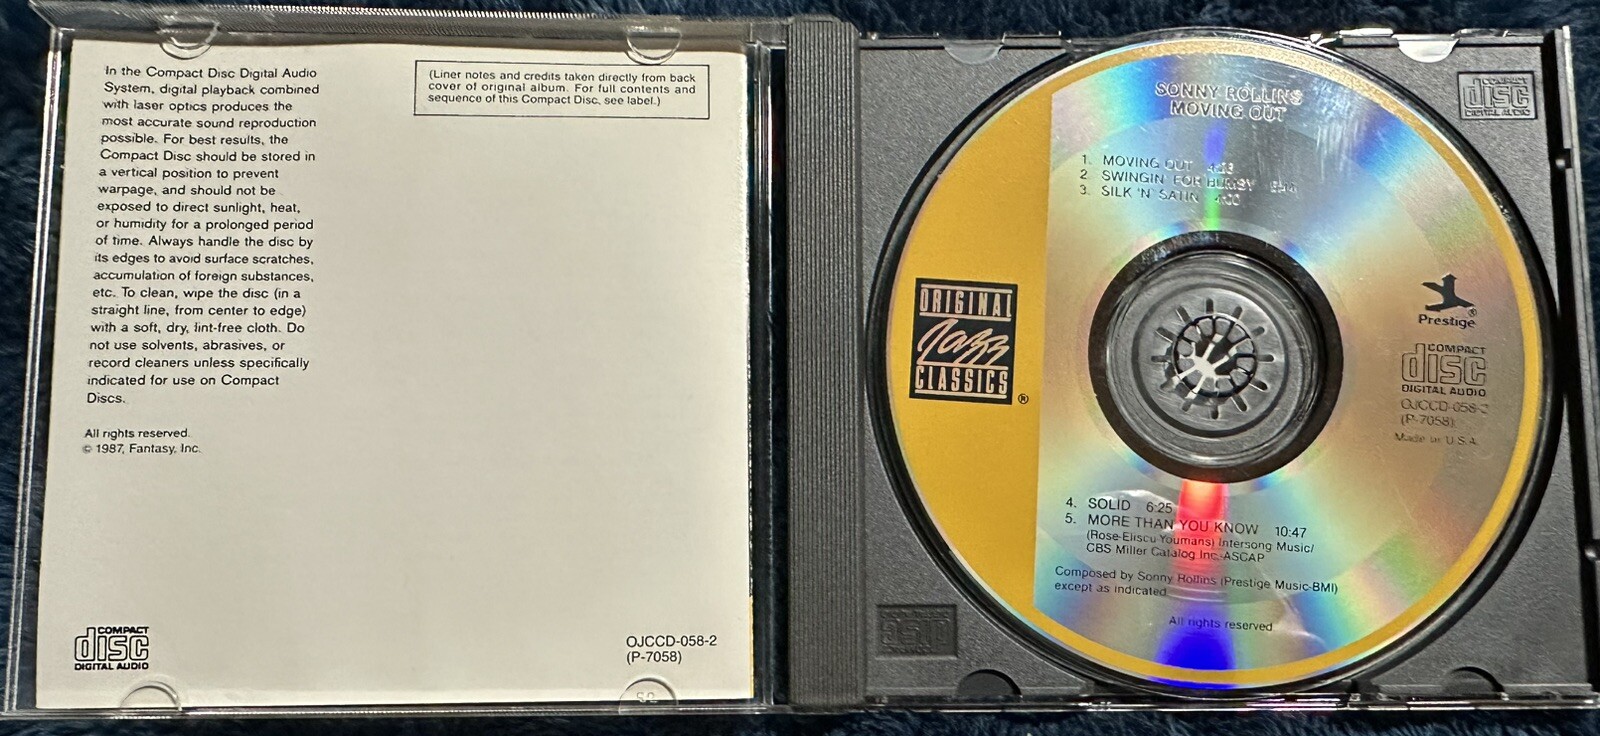 In the Compact Disc Digital Audio
System, digital playback combined
with laser optics produces the
most accurate sound reproduction
possible. For best results, the
Compact Disc should be stored in
a vertical position to prevent
warpage, and should not be
exposed to direct sunlight, heat,
or humidity for a prolonged period
of time. Always handle the disc by
its edges to avoid surface scratches,
accumulation of foreign substances,
etc. To clean, wipe the disc (in a
straight line, from center to edge)
with a soft, dry, lint-free cloth. Do
not use solvents, abrasives, or
record cleaners unless specifically
indicated for use on Compact
Discs.
All rights reserved.
© 1987, Fantasy, Inc.
COMPACT
disc
DIGITAL AUDIO
(Liner notes and credits taken directly from back
cover of original album. For full contents and
sequence of this Compact Disc, see label.)
OJCCD-058-2
(P-7058)
SONNY ROLLINS
MOVING OUT
1. MOVING OUT
2. SWINGIN' FOR BUMSY
3. SILK 'N' SATIN 4:00
ORIGINAL
Jazz
CLASSICS ®
Prestige ®
COMPACT
disc
DIGITAL AUDIO
OJCCD-058-2
(P-7058)
Made in U.S.A.
4. SOLID 6:25
5. MORE THAN YOU KNOW 10:47
(Rose-Eliscu-Youmans) Intersong Music/
CBS Miller Catalog Inc.-ASCAP
Composed by Sonny Rollins (Prestige Music-BMI)
except as indicated
All rights reserved
COMPACT
disc
DIGITAL AUDIO